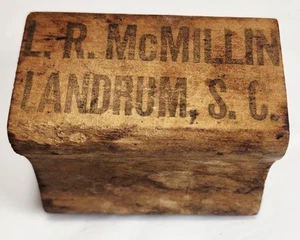 L. R. McMILLIN
LANDRUM, S. C.